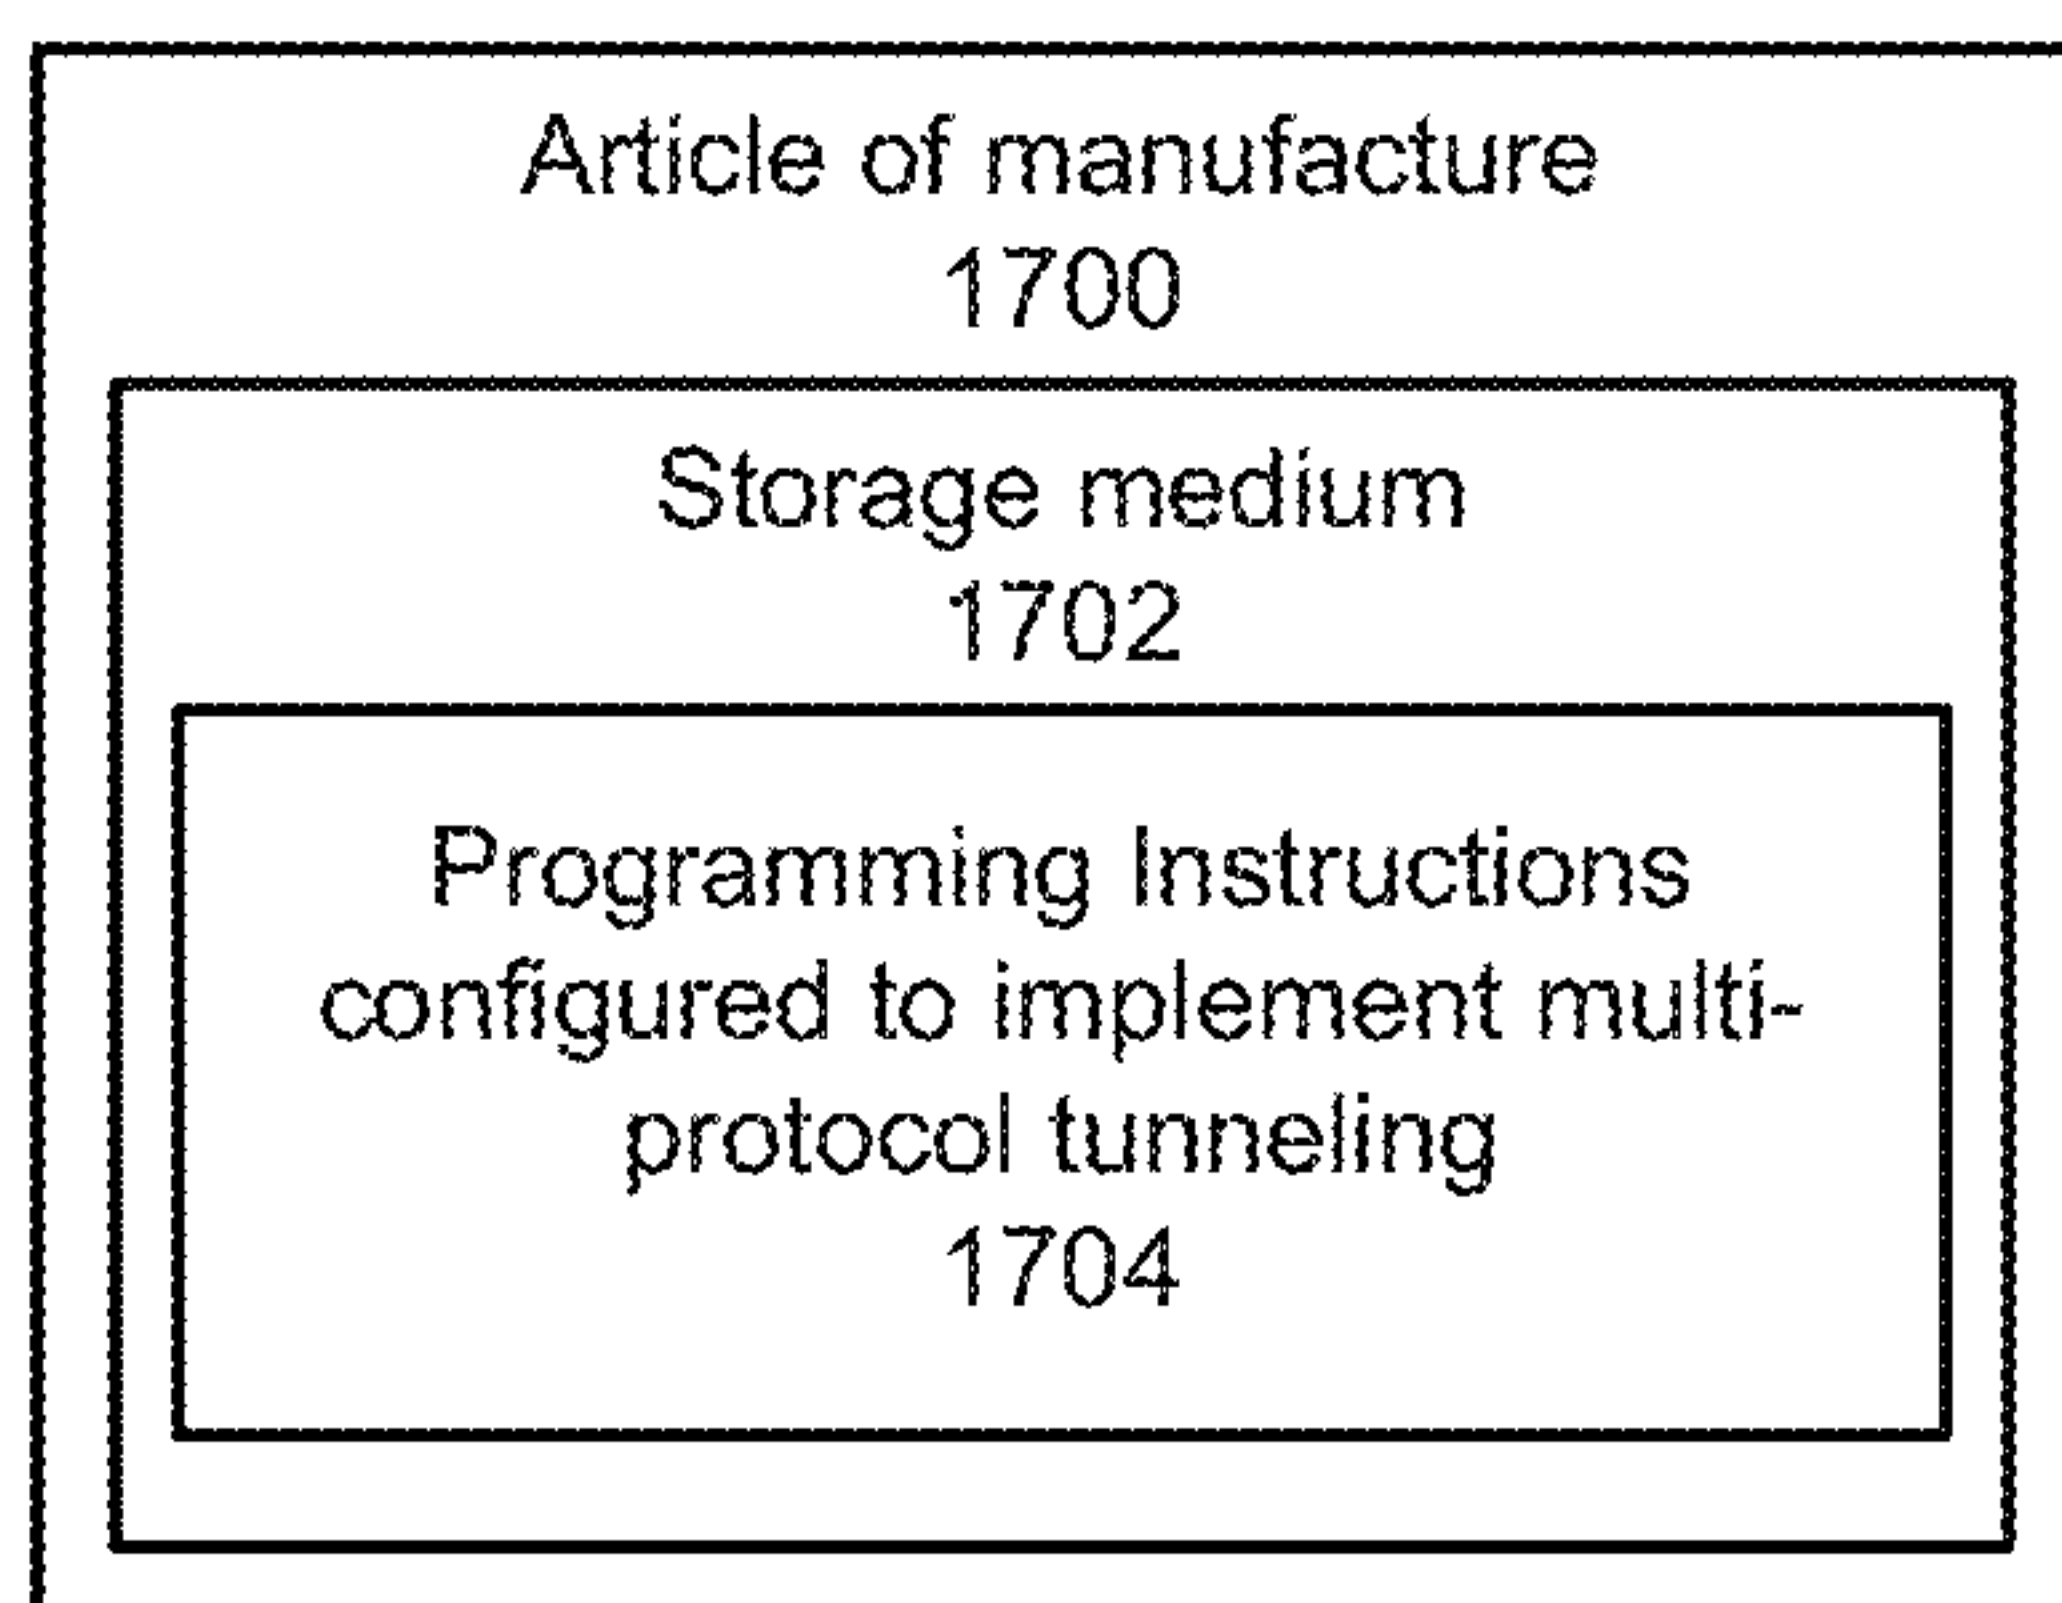 Article of manufacture
1700
Storage medium
1702
Programming Instructions
configured to implement multi-
protocol tunneling
1704